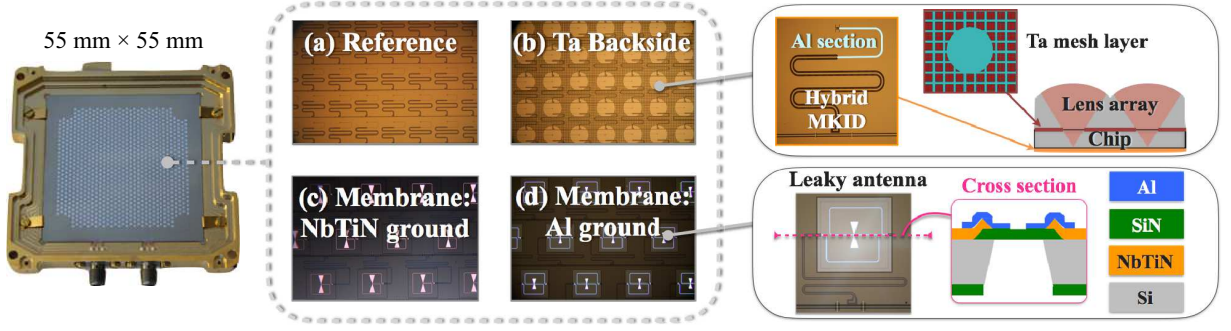 55 mm × 55 mm
(a) Reference
(b) Ta Backside
(c) Membrane:
NbTiN ground
(d) Membrane:
Al ground
Al section
Hybrid
MKID
Ta mesh layer
Lens array
Chip
Leaky antenna
Cross section
Al
SiN
NbTiN
Si